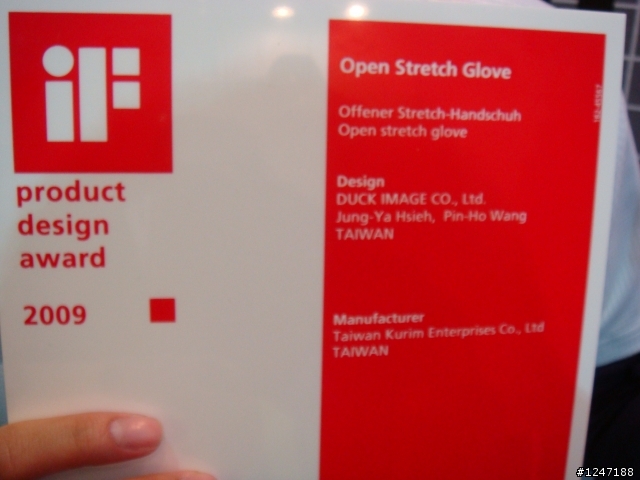 iF
product
design
award
2009
Open Stretch Glove
Offener Stretch-Handschuh
Open stretch glove
Design
DUCK IMAGE CO., Ltd.
Jung-Ya Hsieh, Pin-Ho Wang
TAIWAN
Manufacturer
Taiwan Kurim Enterprises Co., Ltd
TAIWAN
#1247188